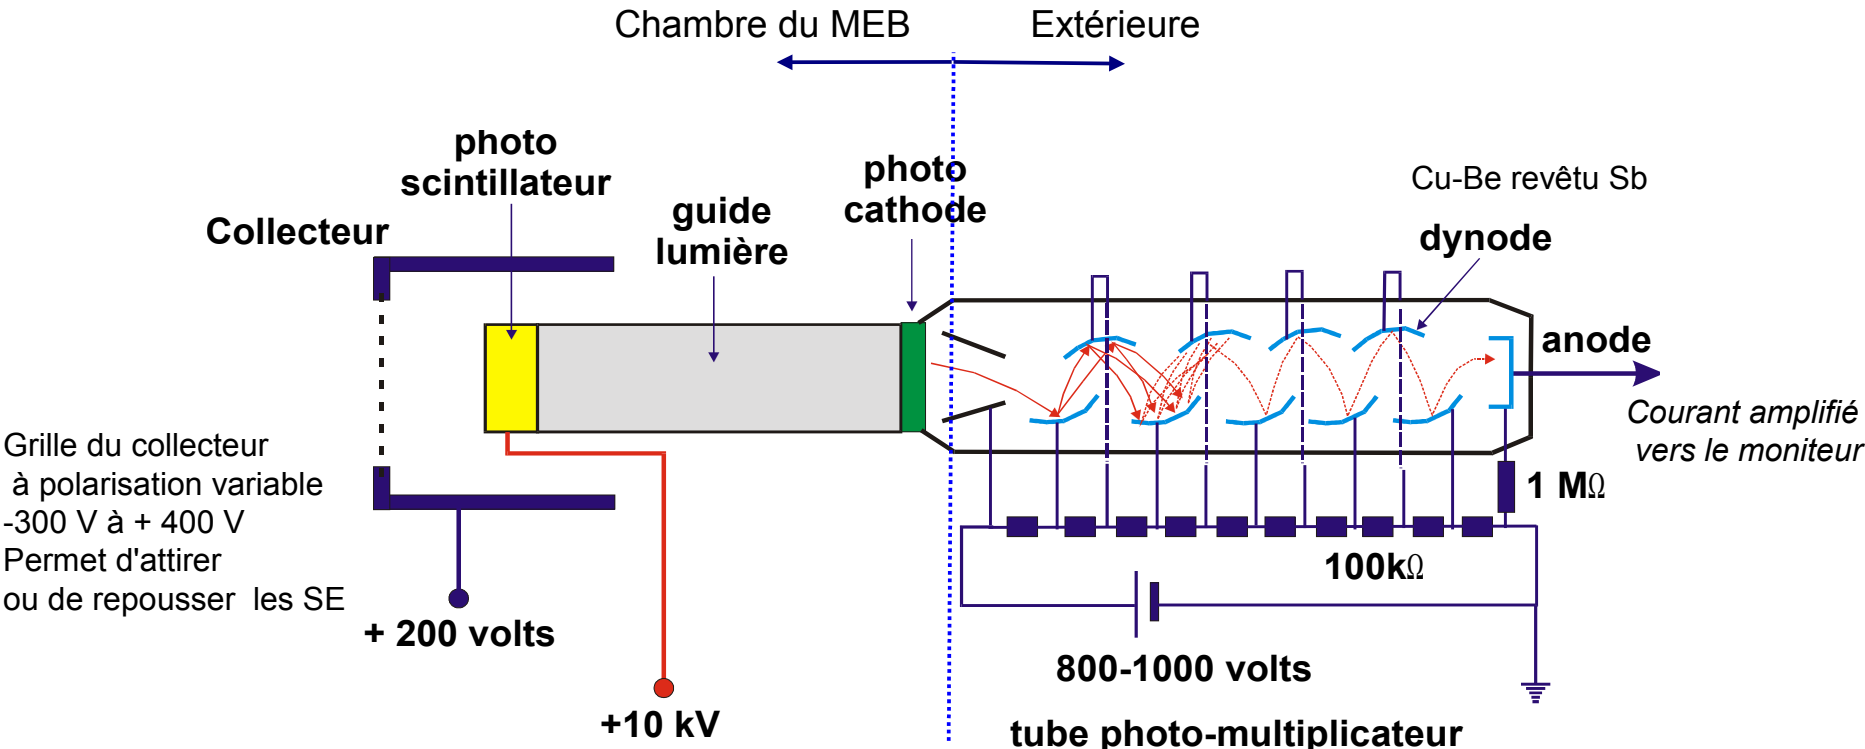 Chambre du MEB
Extérieure
photo
scintillateur
photo
cathode
Cu-Be revêtu Sb
guide
lumière
Collecteur
dynode
anode
Courant amplifié
vers le moniteur
Grille du collecteur
à polarisation variable
-300 V à + 400 V
Permet d'attirer
ou de repousser les SE
1 MΩ
100kΩ
+ 200 volts
800-1000 volts
+10 kV
tube photo-multiplicateur